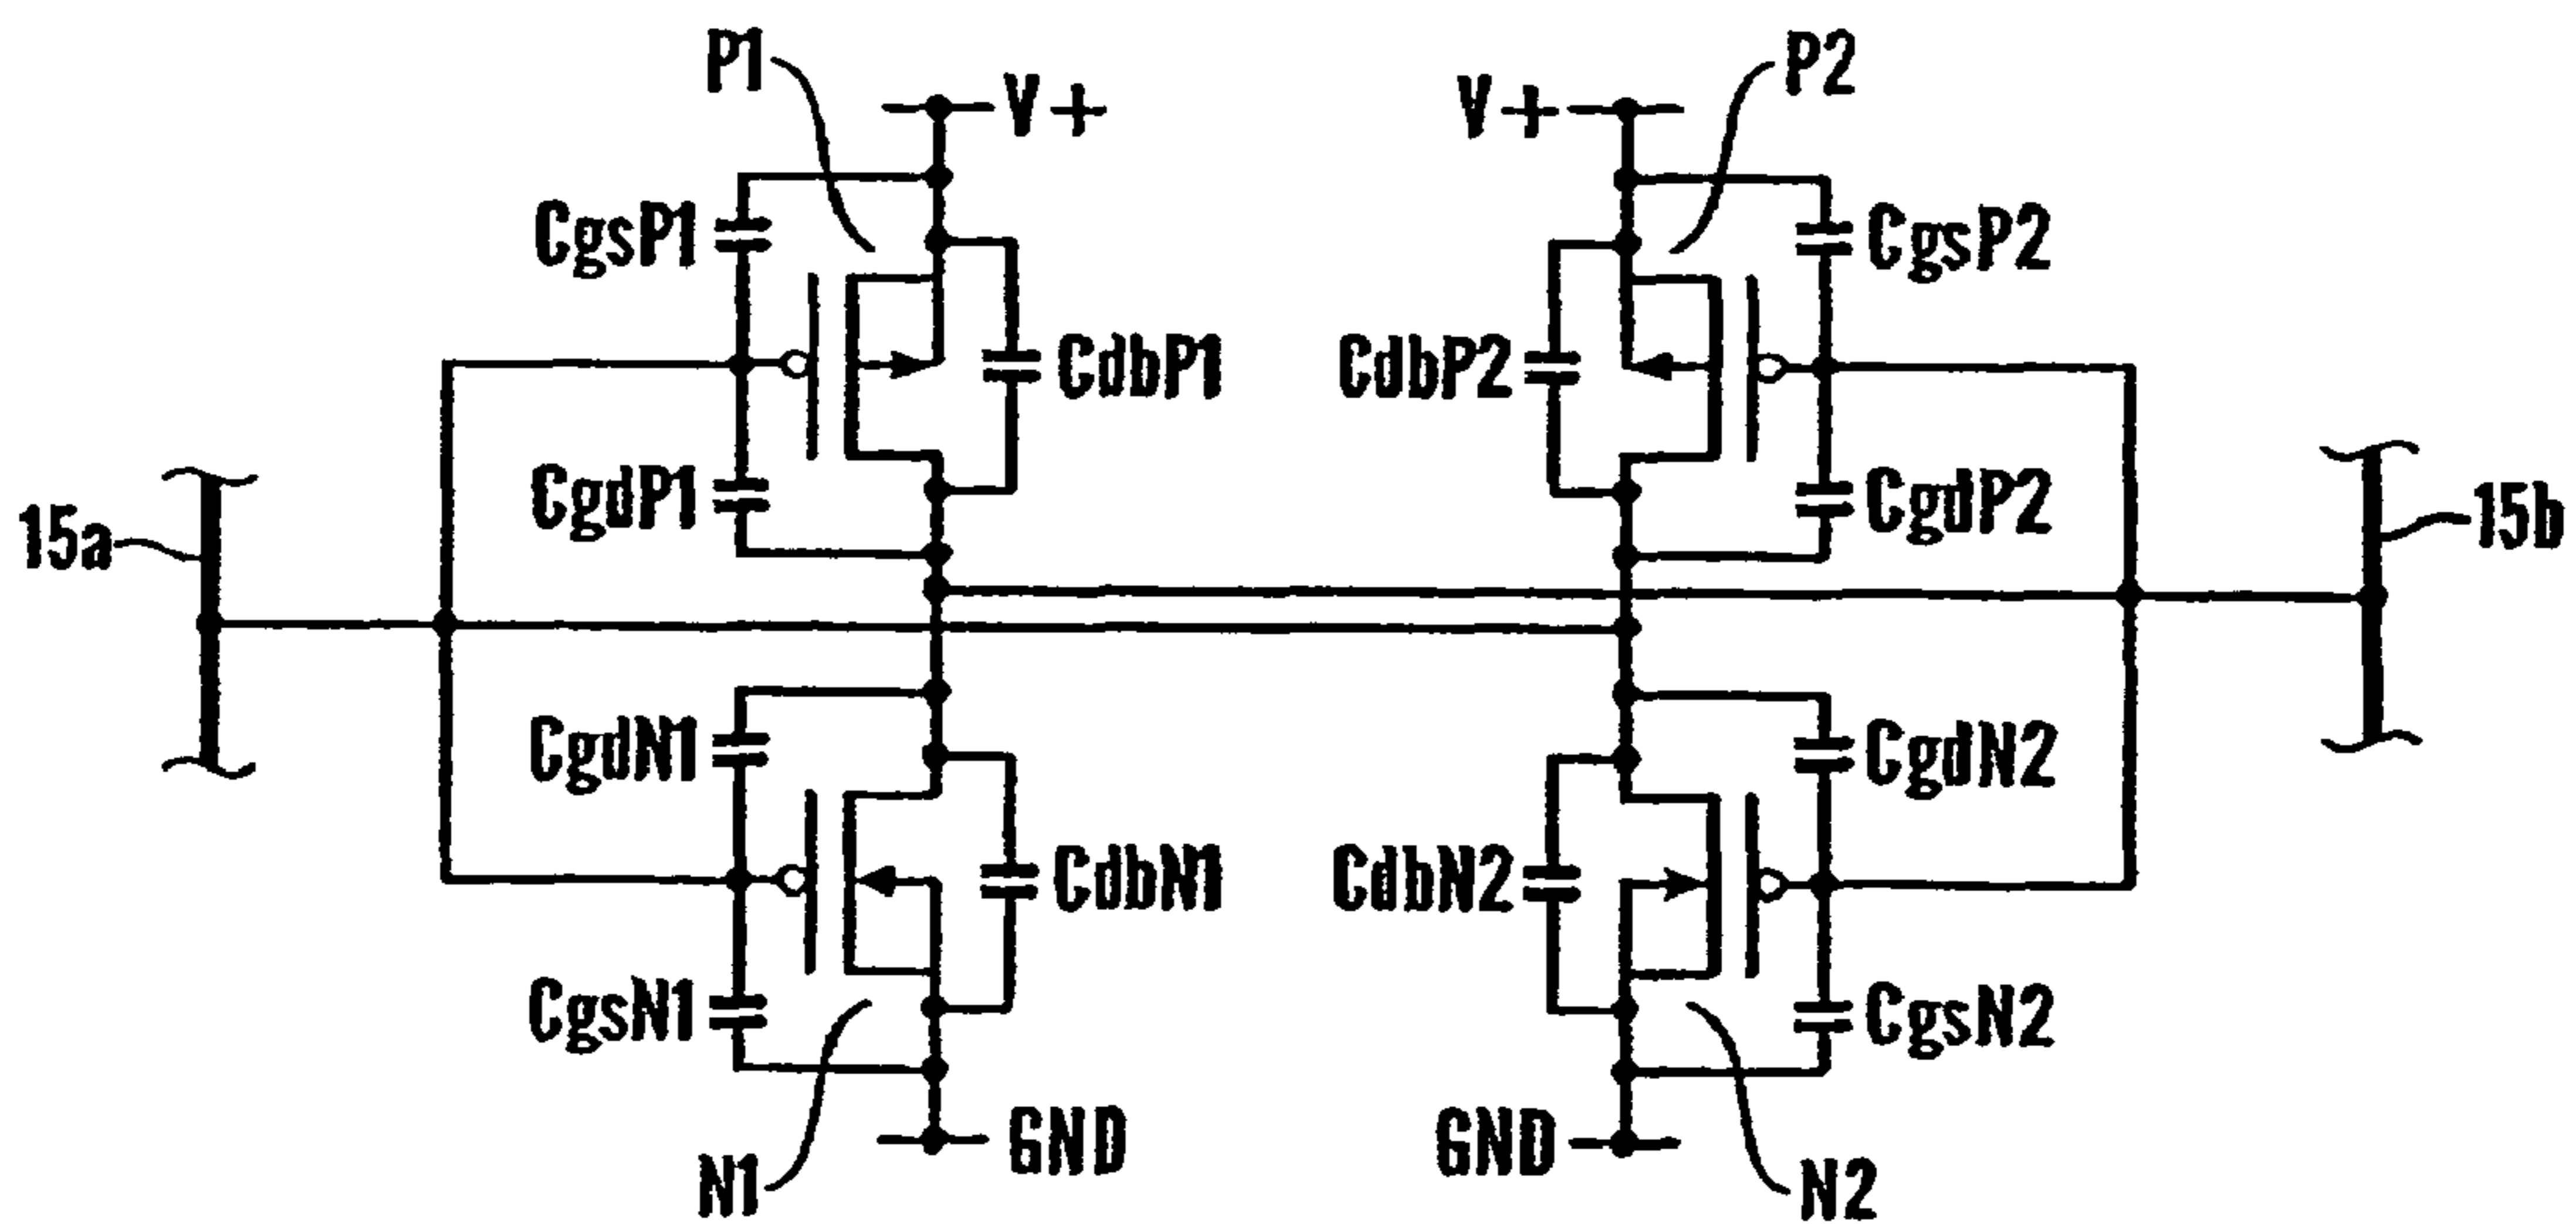 P1
P2
V+
V+
CgsP1
CgsP2
CdbP1
CdbP2
CgdP1
CgdP2
15a
15b
CgdN1
CgdN2
CdbN1
CdbN2
CgsN1
CgsN2
GND
GND
N1
N2